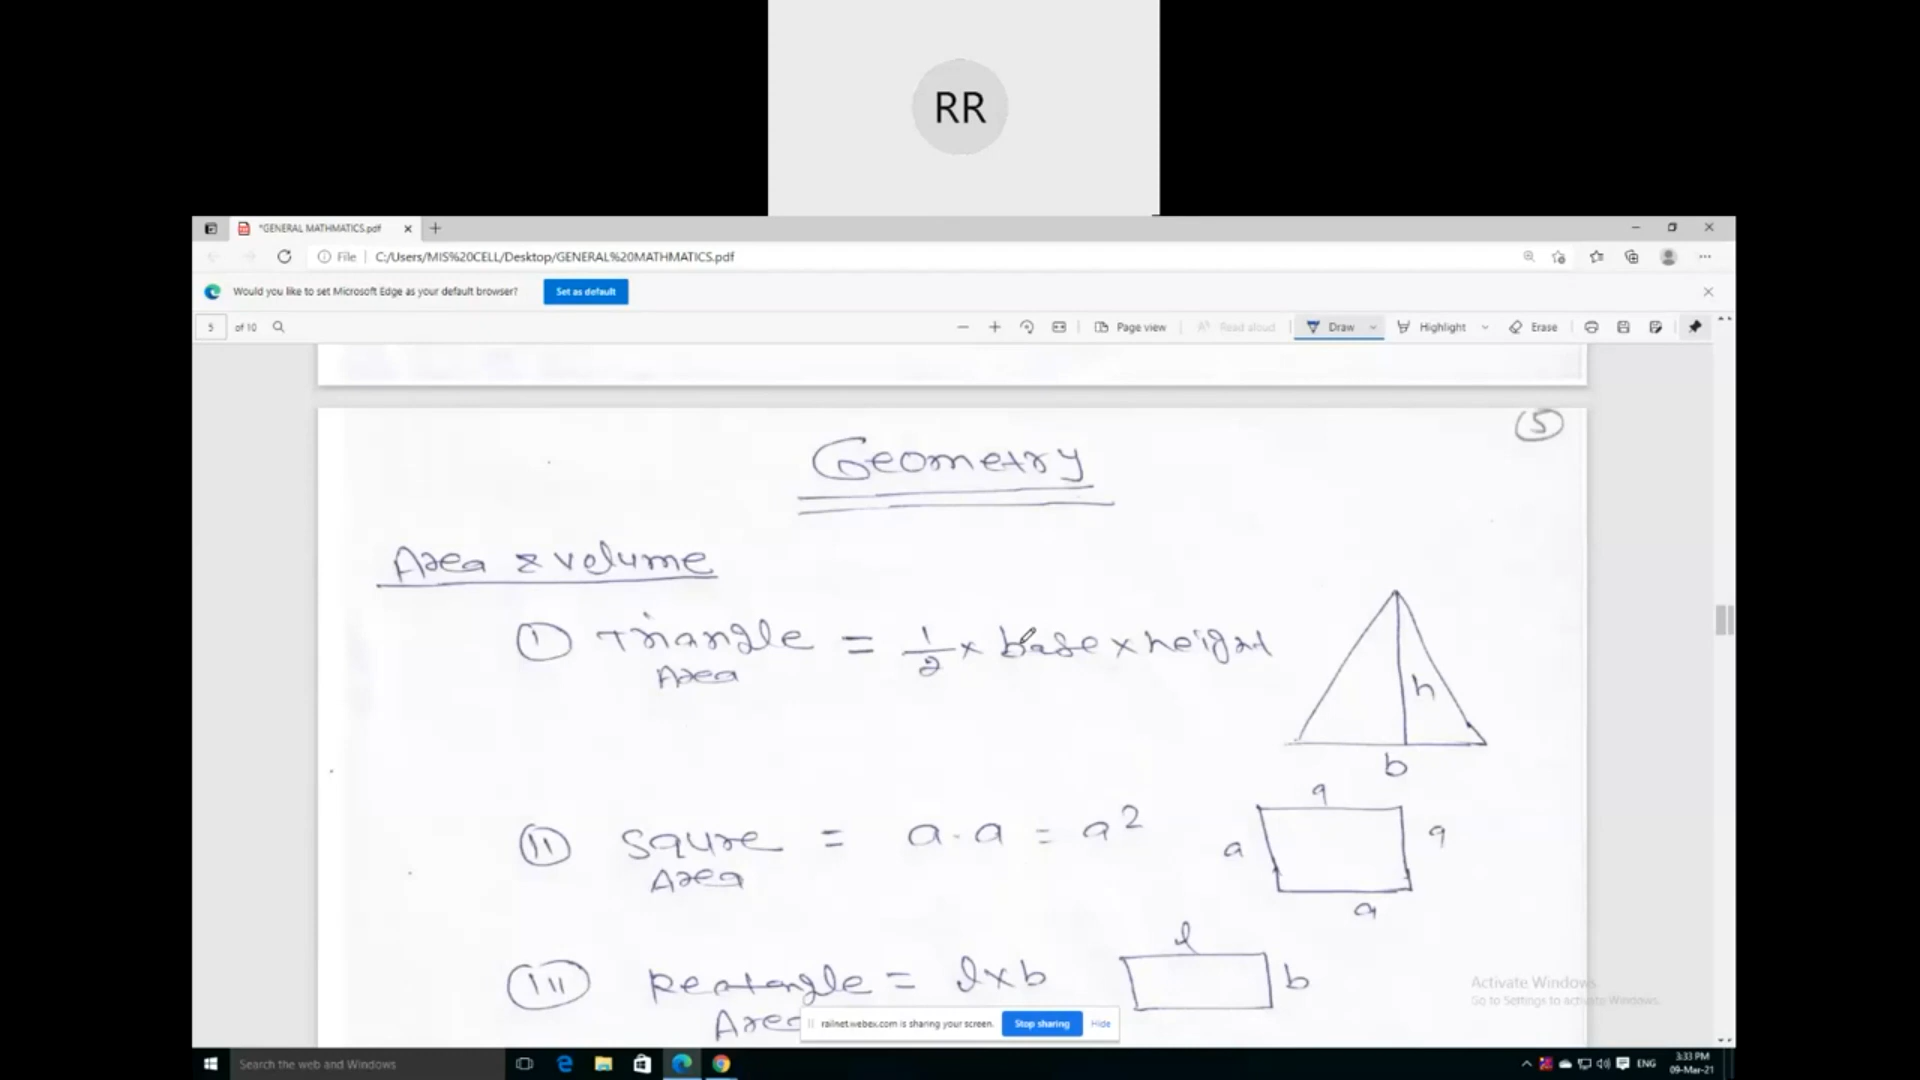 RR
*GENERAL MATHMATICS.pdf
File C:/Users/MIS%20CELL/Desktop/GENERAL%20MATHMATICS.pdf
Would you like to set Microsoft Edge as your default browser? Set as default
5 of 10 Page view Read aloud Draw Highlight Erase
5
Geometry
Area & volume
(i) Triangle = 1/2 × base × height
Area
h
b
a
(ii) Squre = a . a = a²
a
a
Area
a
l
(iii) Rectangle = l × b
b
Area
Activate Windows
Go to Settings to activate Windows.
railnet.webex.com is sharing your screen. Stop sharing Hide
Search the web and Windows
ENG
3:33 PM
09-Mar-21